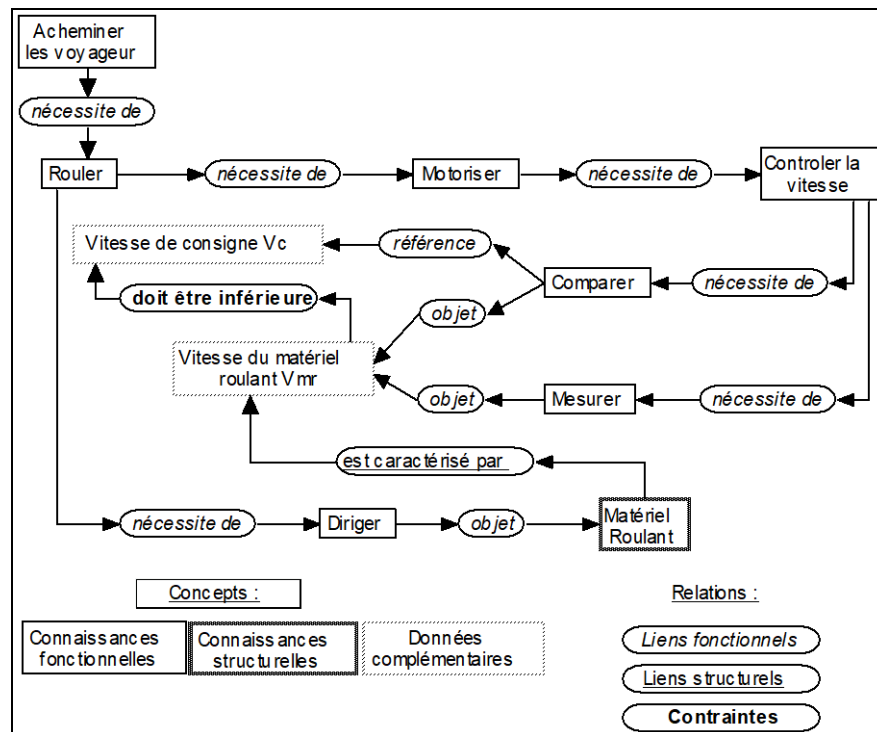 Acheminer
les voyageur
nécessite de
Rouler
nécessite de
Motoriser
nécessite de
Controler la
vitesse
Vitesse de consigne Vc
référence
Comparer
nécessite de
doit être inférieure
objet
Vitesse du matériel
roulant Vmr
objet
Mesurer
nécessite de
est caractérisé par
nécessite de
Diriger
objet
Matériel
Roulant
Concepts :
Relations :
Connaissances
fonctionnelles
Connaissances
structurelles
Données
complémentaires
Liens fonctionnels
Liens structurels
Contraintes